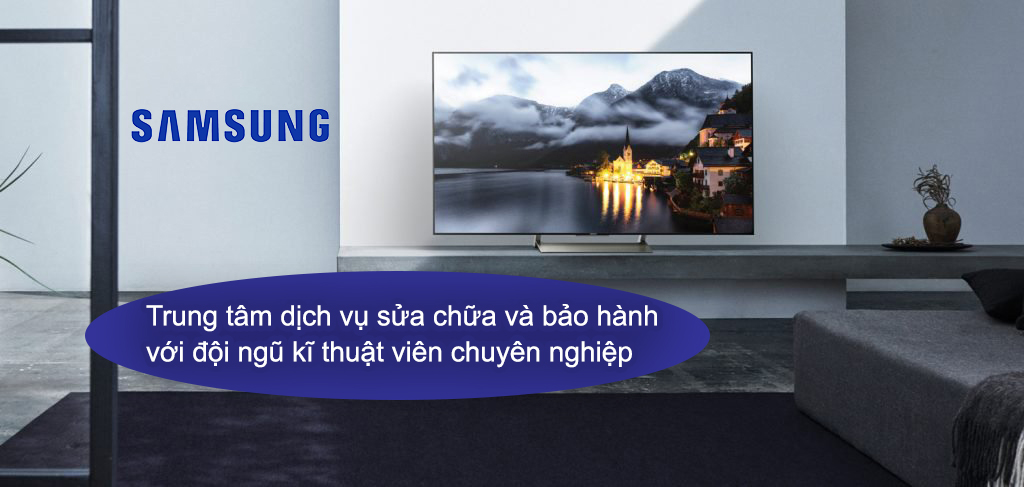 SAMSUNG
Trung tâm dịch vụ sửa chữa và bảo hành
với đội ngũ kĩ thuật viên chuyên nghiệp